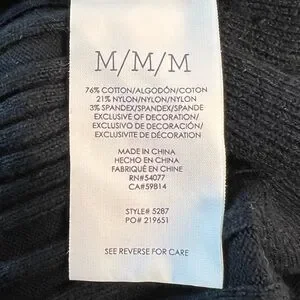 M/M/M
76% COTTON/ALGODÓN/COTON
21% NYLON/NYLON/NYLON
3% SPANDEX/SPANDEX/SPANDE
EXCLUSIVE OF DECORATION/
EXCLUSIVO DE DECORACIÓN/
EXCLUSIVITE DE DÉCORATION
MADE IN CHINA
HECHO EN CHINA
FABRIQUÉ EN CHINE
RN#54077
CA#59814
STYLE# 5287
PO# 219651
SEE REVERSE FOR CARE